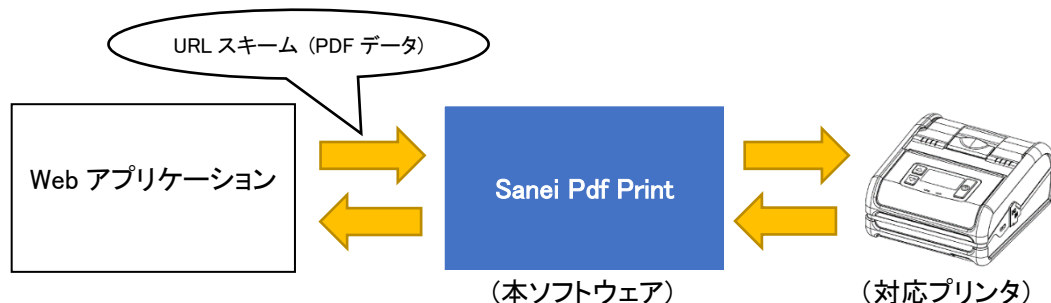 URL スキーム (PDF データ)
Web アプリケーション
Sanei Pdf Print
(本ソフトウェア)
(対応プリンタ)